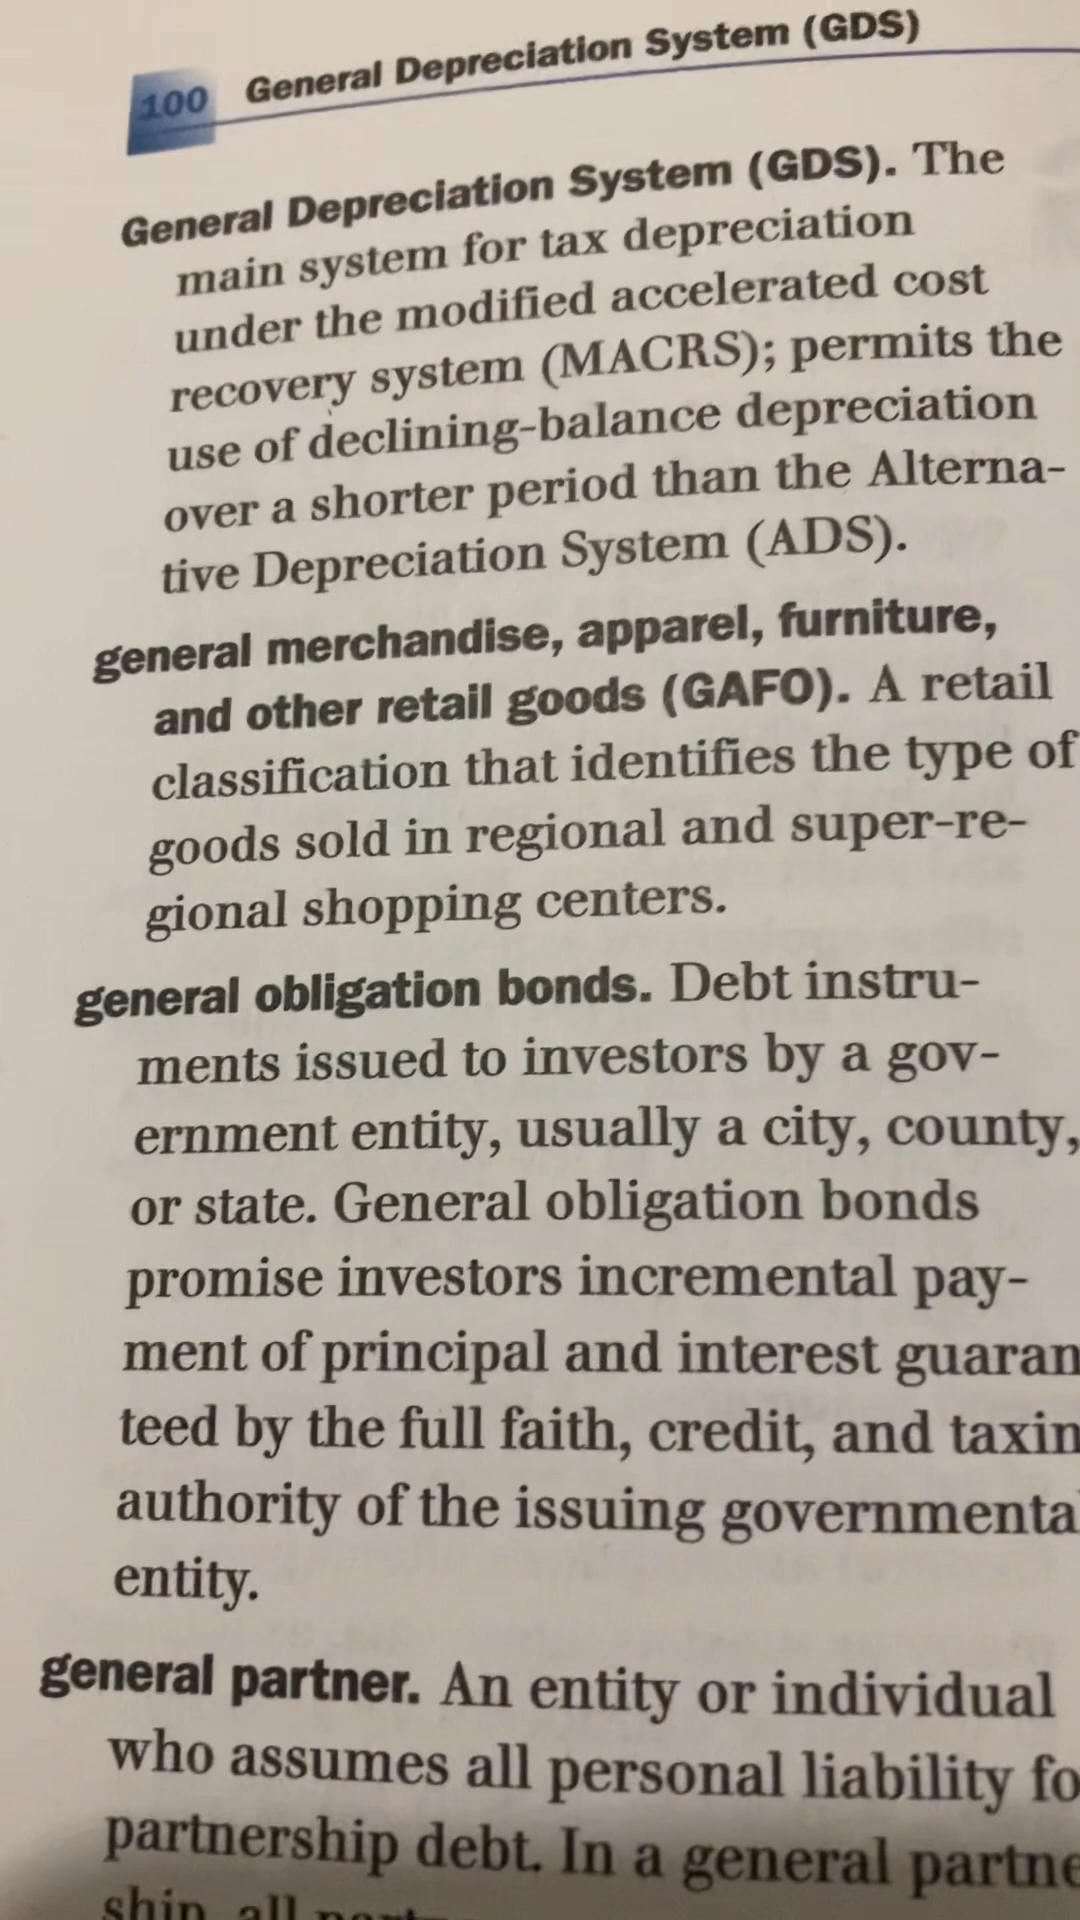 100 General Depreciation System (GDS)
General Depreciation System (GDS). The
main system for tax depreciation
under the modified accelerated cost
recovery system (MACRS); permits the
use of declining-balance depreciation
over a shorter period than the Alterna-
tive Depreciation System (ADS).
general merchandise, apparel, furniture,
and other retail goods (GAFO). A retail
classification that identifies the type of
goods sold in regional and super-re-
gional shopping centers.
general obligation bonds. Debt instru-
ments issued to investors by a gov-
ernment entity, usually a city, county,
or state. General obligation bonds
promise investors incremental pay-
ment of principal and interest guaran
teed by the full faith, credit, and taxin
authority of the issuing governmenta
entity.
general partner. An entity or individual
who assumes all personal liability fo
partnership debt. In a general partne
ship, all